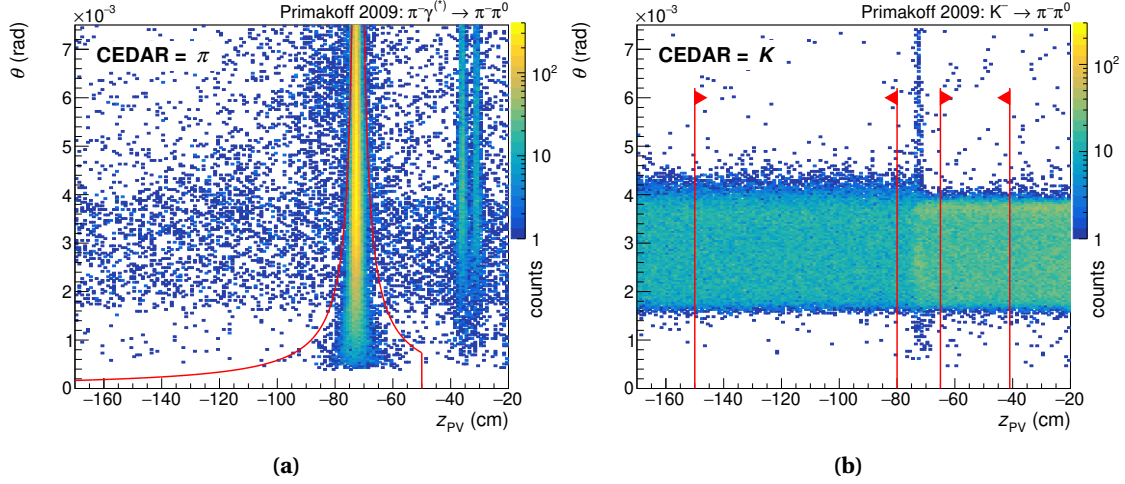 Primakoff 2009: π⁻γ⁽*⁾ → π⁻π⁰
×10⁻³
θ (rad)
CEDAR = π
7
6
5
4
3
2
1
0
−160 −140 −120 −100 −80 −60 −40 −20
z_PV (cm)
10²
10
1
counts
(a)
Primakoff 2009: K⁻ → π⁻π⁰
×10⁻³
θ (rad)
CEDAR = K
7
6
5
4
3
2
1
0
−160 −140 −120 −100 −80 −60 −40 −20
z_PV (cm)
10²
10
1
counts
(b)